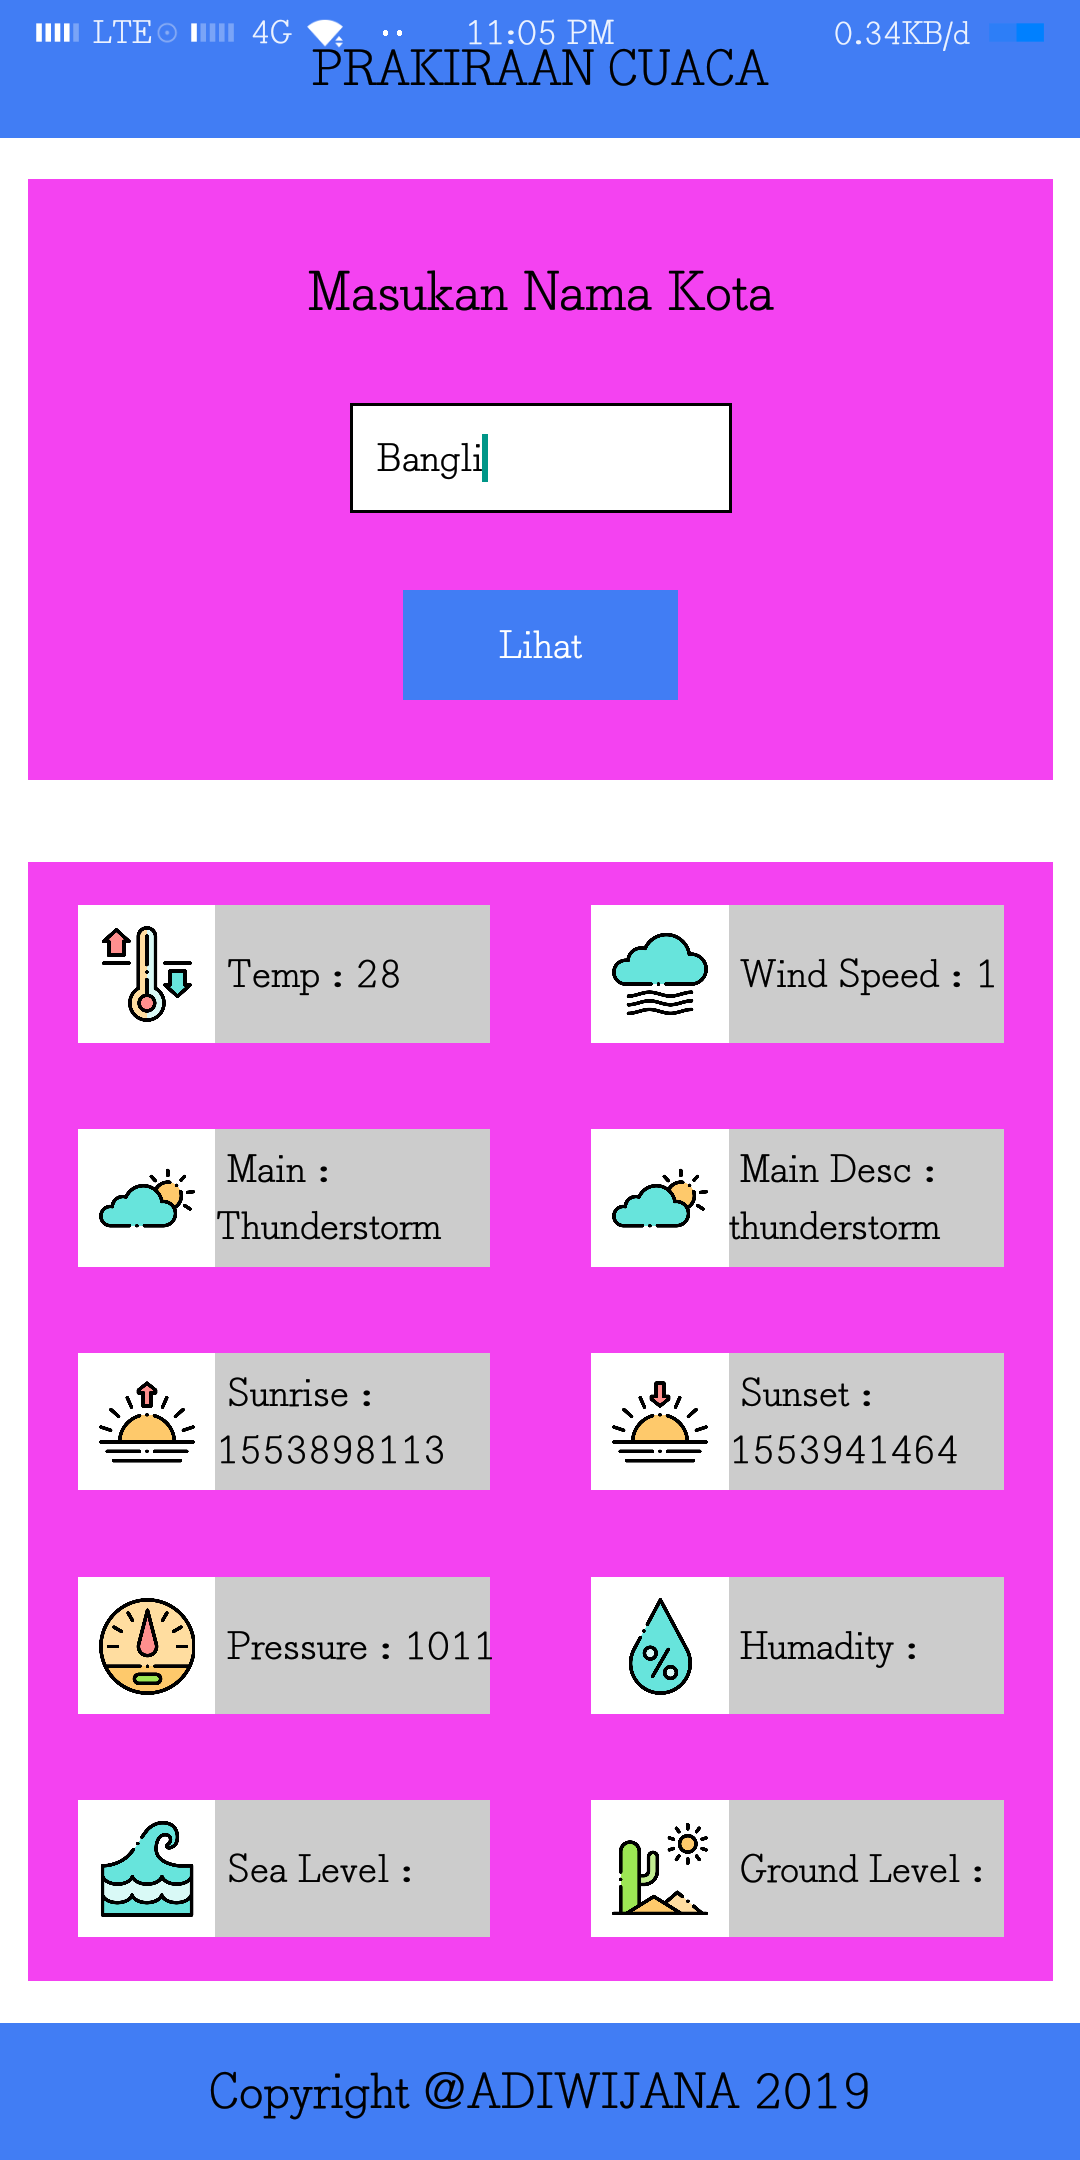 LTE 4G 11:05 PM 0.34KB/d
PRAKIRAAN CUACA
Masukan Nama Kota
Bangli
Lihat
Temp : 28
Wind Speed : 1
Main :
Thunderstorm
Main Desc :
thunderstorm
Sunrise :
1553898113
Sunset :
1553941464
Pressure : 1011
%
Humadity :
Sea Level :
Ground Level :
Copyright @ADIWIJANA 2019